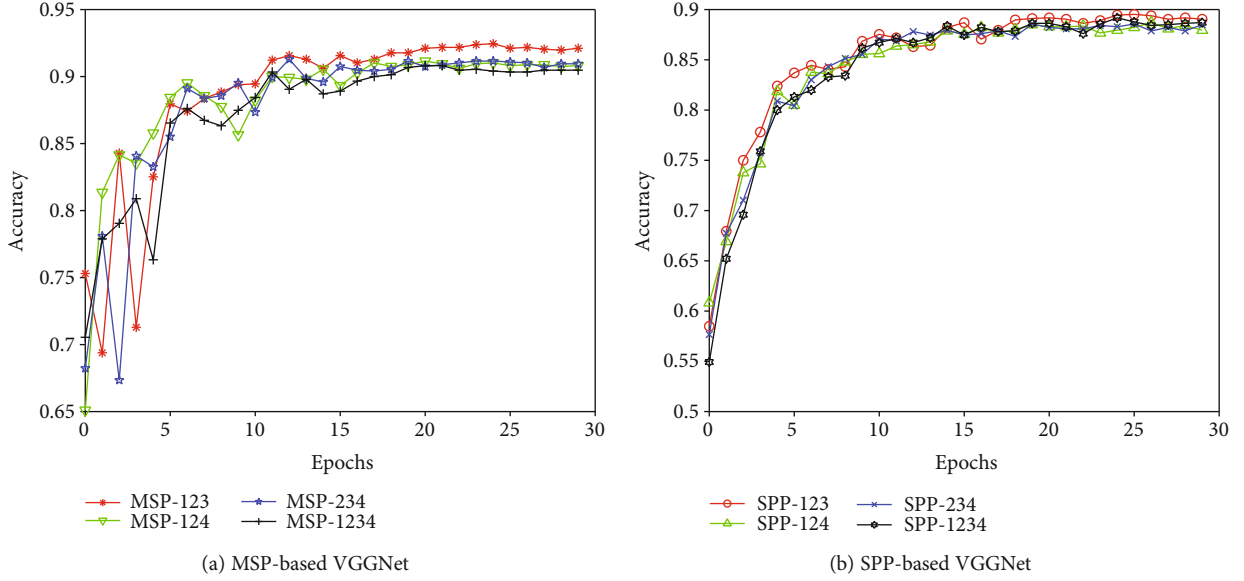 0.95
0.9
0.85
0.8
0.75
0.7
0.65
Accuracy
0 5 10 15 20 25 30
Epochs
MSP-123
MSP-124
MSP-234
MSP-1234
(a) MSP-based VGGNet
0.9
0.85
0.8
0.75
0.7
0.65
0.6
0.55
0.5
Accuracy
0 5 10 15 20 25 30
Epochs
SPP-123
SPP-124
SPP-234
SPP-1234
(b) SPP-based VGGNet